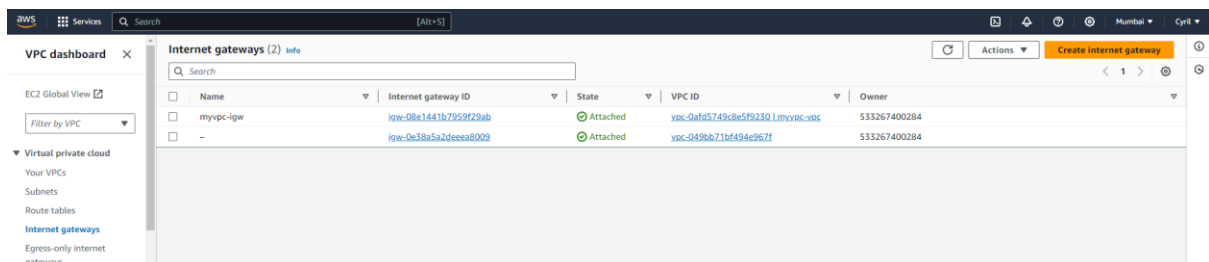 aws Services Search [Alt+S] Mumbai ▼ Cyril ▼
VPC dashboard ×
EC2 Global View
Filter by VPC ▼
▼ Virtual private cloud
Your VPCs
Subnets
Route tables
Internet gateways
Egress-only internet
gateways
Internet gateways (2) Info
Actions ▼ Create internet gateway
Search
< 1 >
Name Internet gateway ID State VPC ID Owner
myvpc-igw igw-08e1441b7959f29ab Attached vpc-0afd5749c8e5f9230 | myvpc-vpc 533267400284
– igw-0e38a5a2deeea8009 Attached vpc-049bb71bf494e967f 533267400284